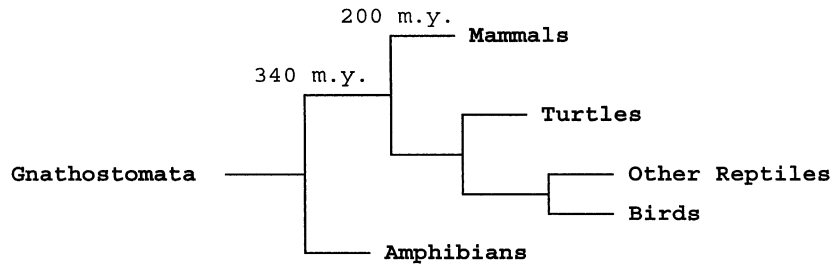 200 m.y.
Mammals
340 m.y.
Turtles
Gnathostomata
Other Reptiles
Birds
Amphibians